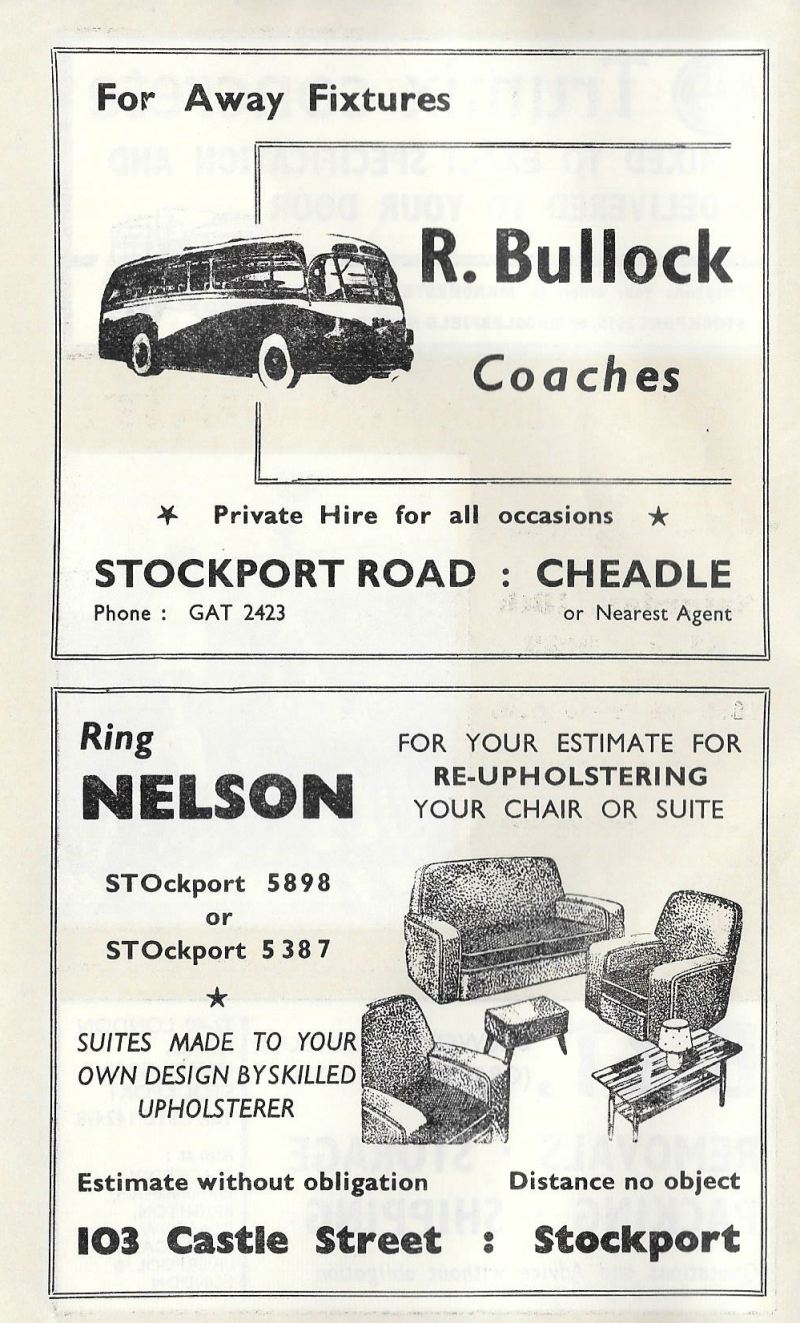 For Away Fixtures
R. Bullock
Coaches
★ Private Hire for all occasions ★
STOCKPORT ROAD : CHEADLE
Phone : GAT 2423 or Nearest Agent
Ring
NELSON
FOR YOUR ESTIMATE FOR
RE-UPHOLSTERING
YOUR CHAIR OR SUITE
STOckport 5898
or
STOckport 5387
★
SUITES MADE TO YOUR
OWN DESIGN BY SKILLED
UPHOLSTERER
Estimate without obligation Distance no object
103 Castle Street : Stockport